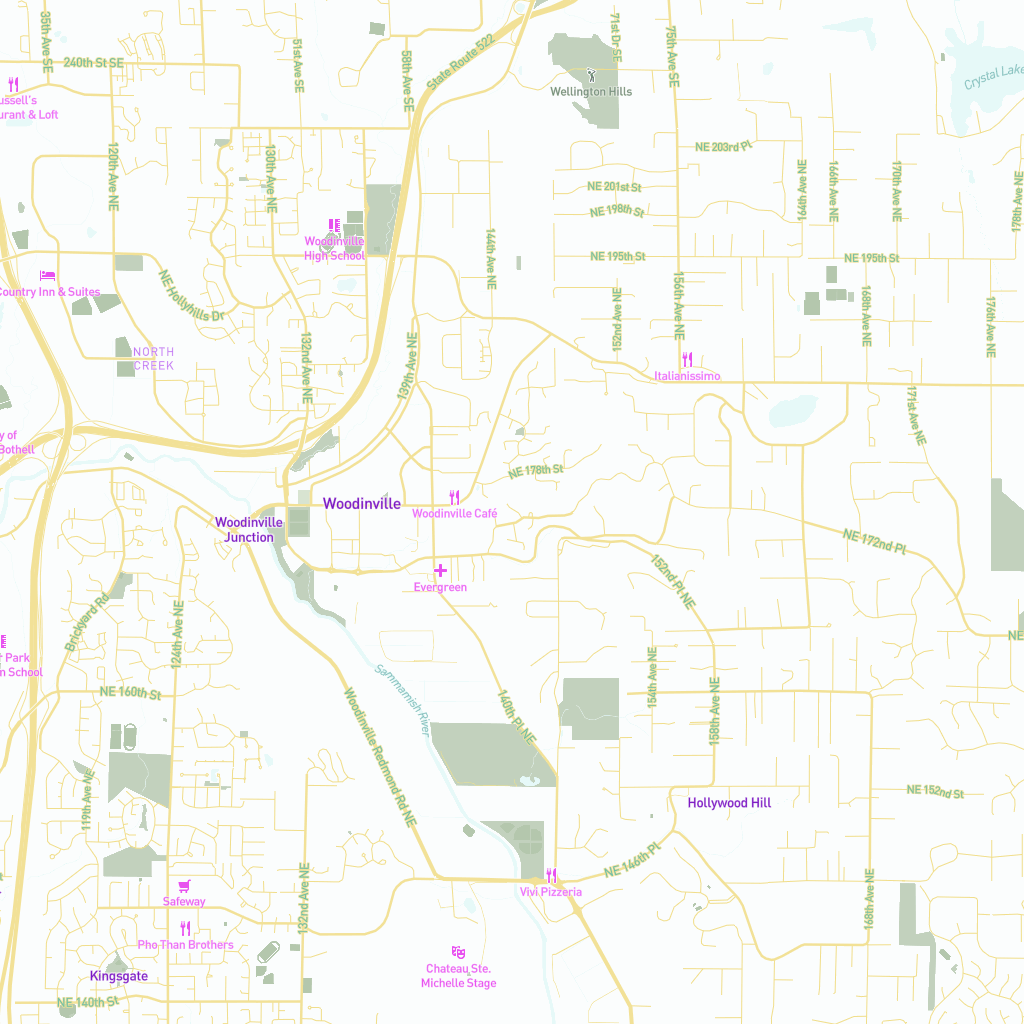 35th Ave SE
240th St SE
51st Ave SE
58th Ave SE
State Route 522
71st Dr SE
75th Ave SE
Crystal Lake
Wellington Hills
ussell's
urant & Loft
120th Ave NE
130th Ave NE
NE 203rd Pl
NE 201st St
NE 198th St
164th Ave NE
166th Ave NE
170th Ave NE
178th Ave NE
Woodinville
High School
144th Ave NE
NE 195th St
NE 195th St
Country Inn & Suites
NE Hollyhills Dr
152nd Ave NE
156th Ave NE
168th Ave NE
176th Ave NE
NORTH
CREEK
132nd Ave NE
139th Ave NE
Italianissimo
171st Ave NE
y of
Bothell
NE 178th St
Woodinville
Woodinville Café
Woodinville
Junction
NE 172nd Pl
Evergreen
152nd Pl NE
Brickyard Rd
124th Ave NE
NE
Park
n School
Sammamish River
154th Ave NE
158th Ave NE
NE 160th St
140th Pl NE
Woodinville Redmond Rd NE
119th Ave NE
NE 152nd St
Hollywood Hill
NE 146th Pl
Safeway
Vivi Pizzeria
132nd Ave NE
168th Ave NE
Pho Than Brothers
Kingsgate
Chateau Ste.
Michelle Stage
NE 140th St